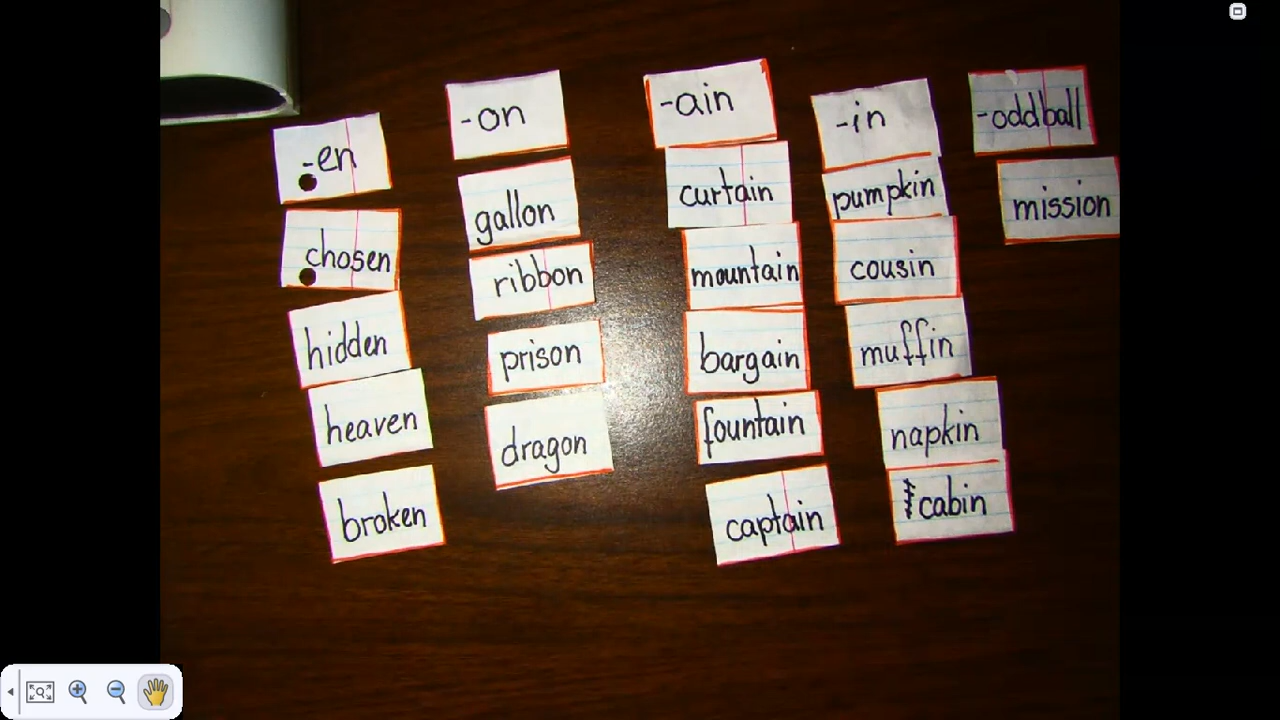 -en
chosen
hidden
heaven
broken
-on
gallon
ribbon
prison
dragon
-ain
curtain
mountain
bargain
fountain
captain
-in
pumpkin
cousin
muffin
napkin
cabin
-oddball
mission